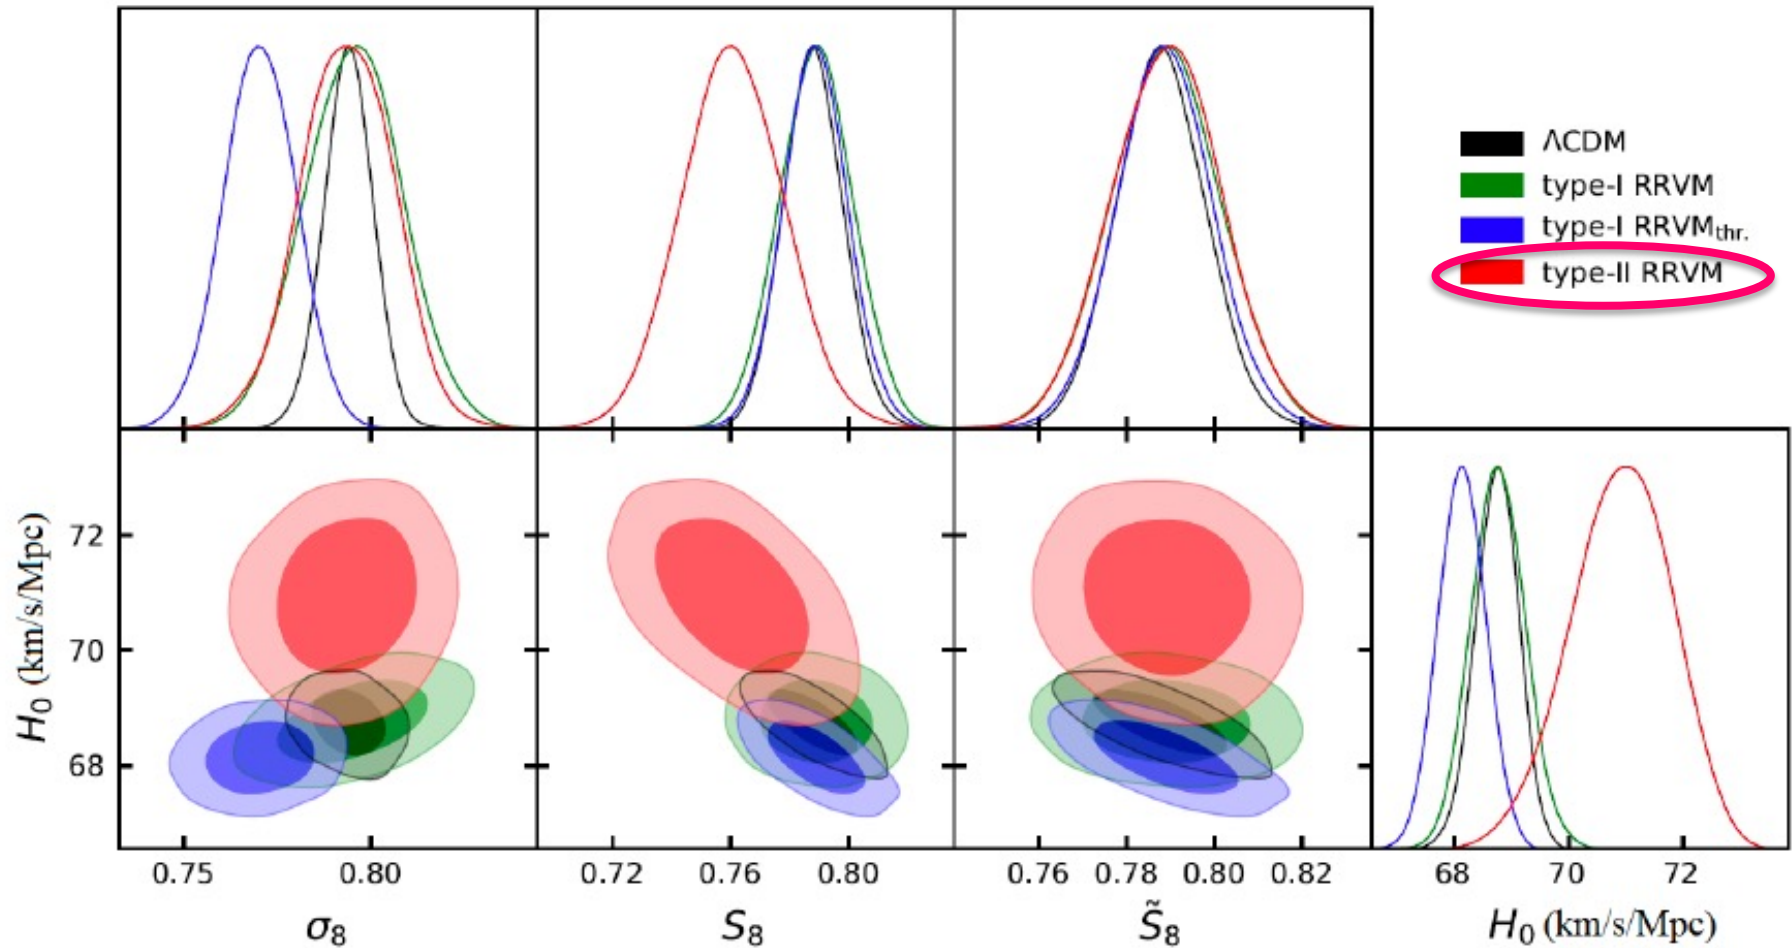 ΛCDM
type-I RRVM
type-I RRVMthr.
type-II RRVM
H0 (km/s/Mpc)
72
70
68
0.75 0.80
0.72 0.76 0.80
0.76 0.78 0.80 0.82
68 70 72
σ8
S8
S̃8
H0 (km/s/Mpc)